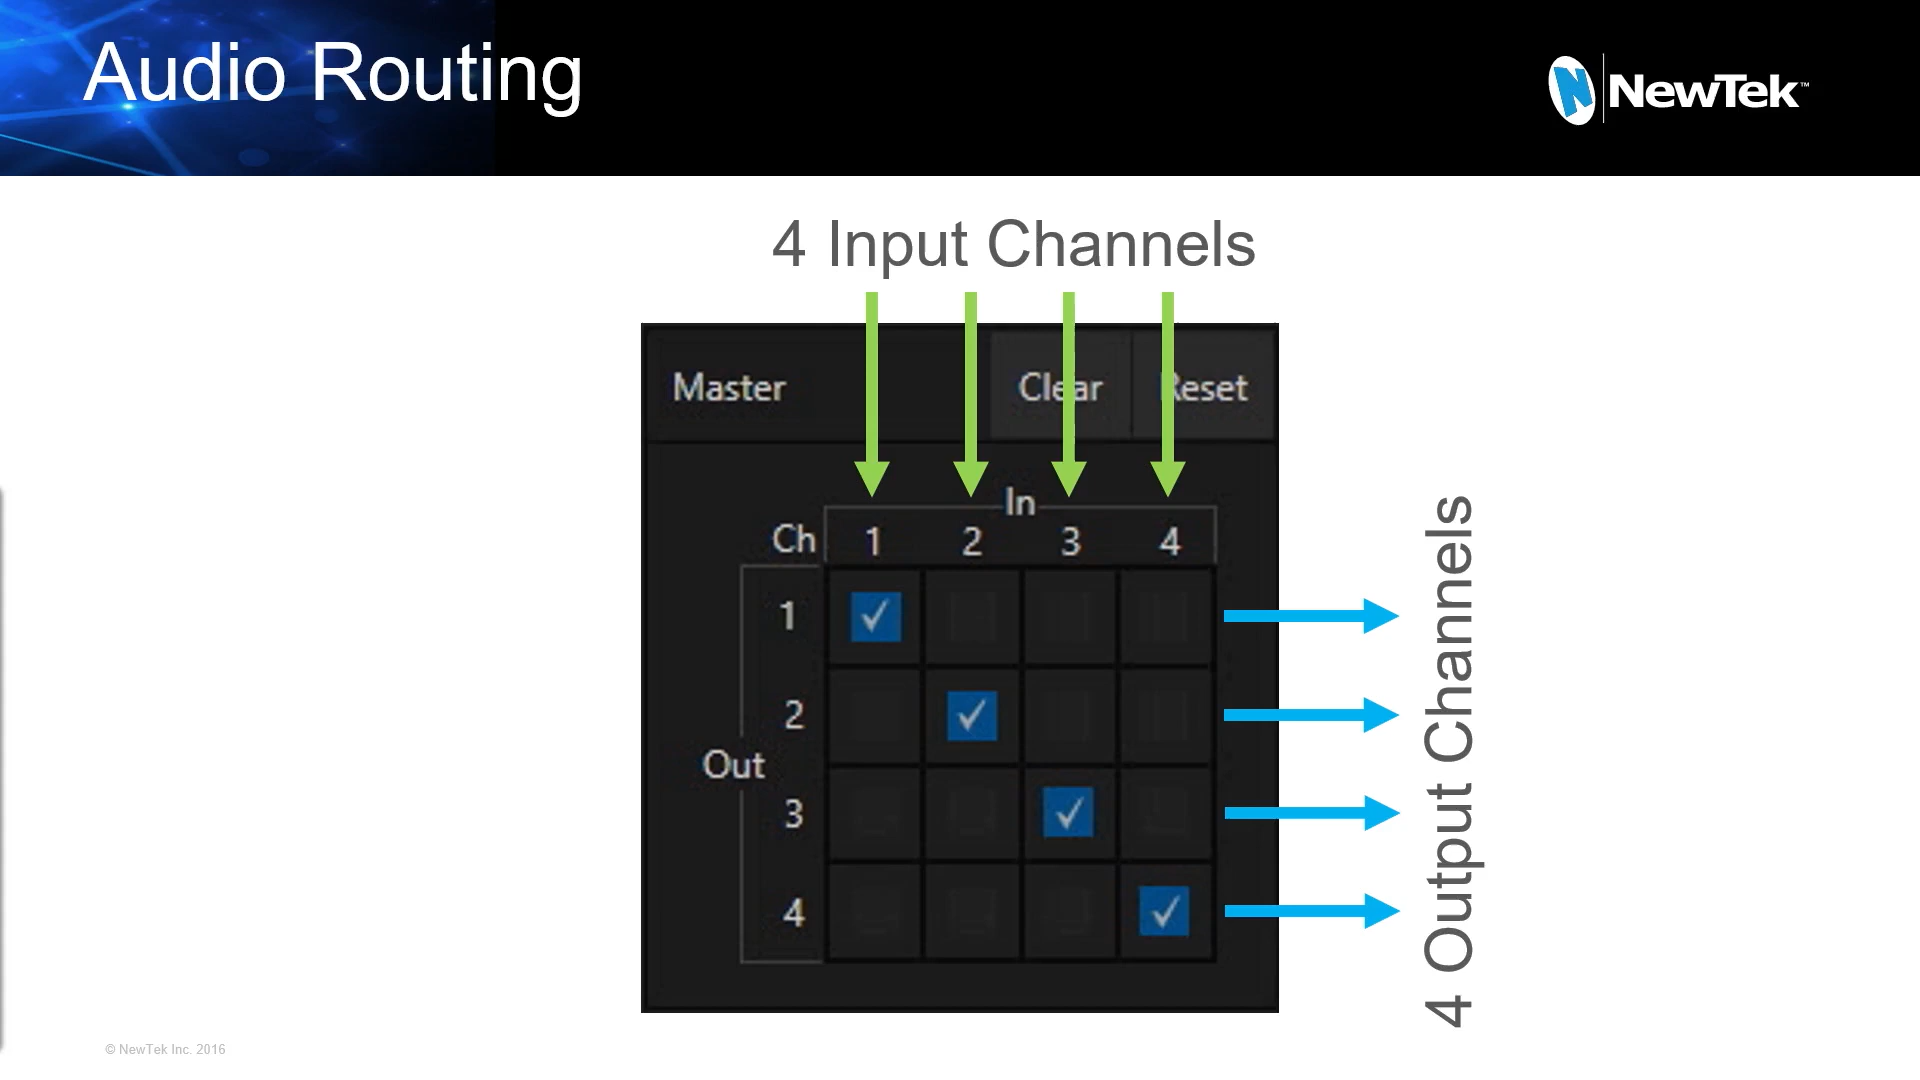 Audio Routing
NewTek™
4 Input Channels
Master Clear Reset
In
Ch 1 2 3 4
1
2
Out
3
4
4 Output Channels
© NewTek Inc. 2016